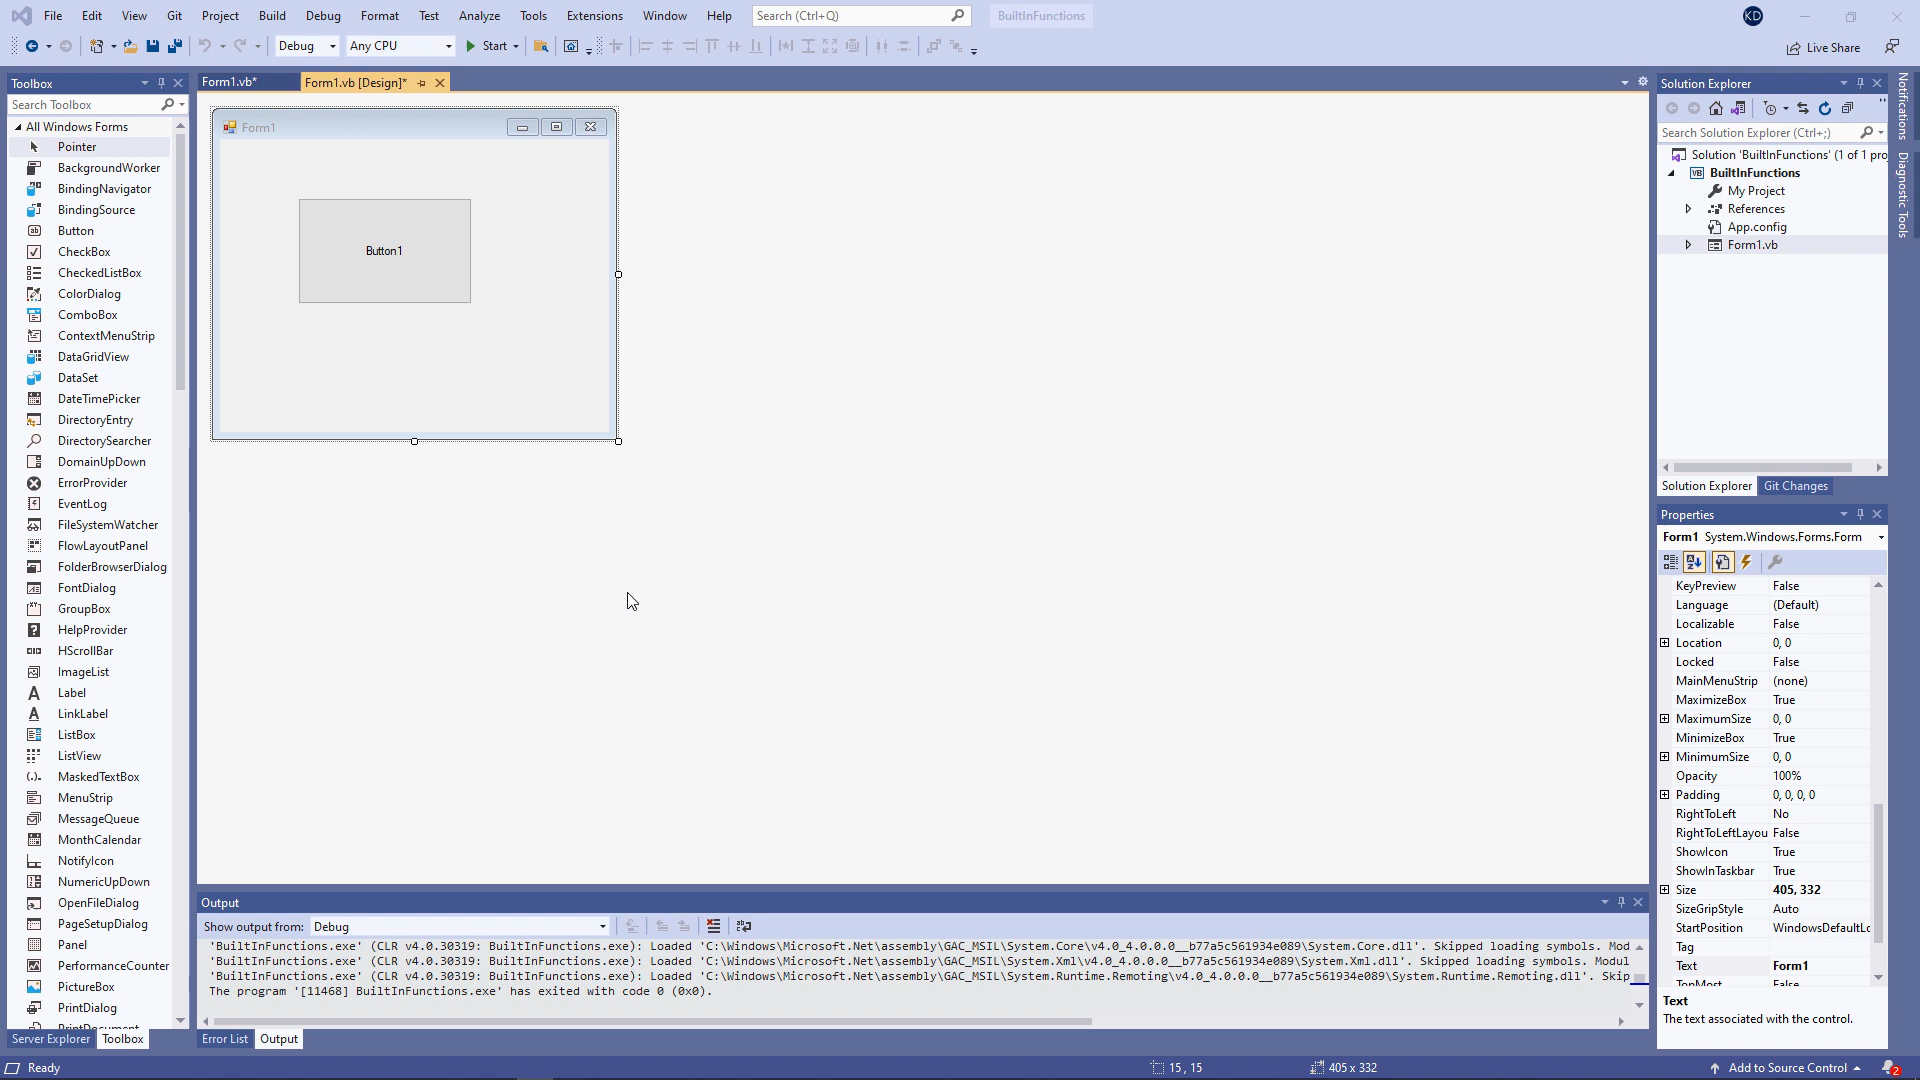 File Edit View Git Project Build Debug Format Test Analyze Tools Extensions Window Help Search (Ctrl+Q) BuiltInFunctions KD
Debug Any CPU Start Live Share
Toolbox
Search Toolbox
All Windows Forms
Pointer
BackgroundWorker
BindingNavigator
BindingSource
Button
CheckBox
CheckedListBox
ColorDialog
ComboBox
ContextMenuStrip
DataGridView
DataSet
DateTimePicker
DirectoryEntry
DirectorySearcher
DomainUpDown
ErrorProvider
EventLog
FileSystemWatcher
FlowLayoutPanel
FolderBrowserDialog
FontDialog
GroupBox
HelpProvider
HScrollBar
ImageList
Label
LinkLabel
ListBox
ListView
MaskedTextBox
MenuStrip
MessageQueue
MonthCalendar
NotifyIcon
NumericUpDown
OpenFileDialog
PageSetupDialog
Panel
PerformanceCounter
PictureBox
PrintDialog
PrintDocument
Server Explorer Toolbox
Form1.vb* Form1.vb [Design]*
Form1
Button1
Output
Show output from: Debug
'BuiltInFunctions.exe' (CLR v4.0.30319: BuiltInFunctions.exe): Loaded 'C:\Windows\Microsoft.Net\assembly\GAC_MSIL\System.Core\v4.0_4.0.0.0__b77a5c561934e089\System.Core.dll'. Skipped loading symbols. Mod
'BuiltInFunctions.exe' (CLR v4.0.30319: BuiltInFunctions.exe): Loaded 'C:\Windows\Microsoft.Net\assembly\GAC_MSIL\System.Xml\v4.0_4.0.0.0__b77a5c561934e089\System.Xml.dll'. Skipped loading symbols. Modul
'BuiltInFunctions.exe' (CLR v4.0.30319: BuiltInFunctions.exe): Loaded 'C:\Windows\Microsoft.Net\assembly\GAC_MSIL\System.Runtime.Remoting\v4.0_4.0.0.0__b77a5c561934e089\System.Runtime.Remoting.dll'. Skip
The program '[11468] BuiltInFunctions.exe' has exited with code 0 (0x0).
Error List Output
Solution Explorer
Search Solution Explorer (Ctrl+;)
Solution 'BuiltInFunctions' (1 of 1 proj
BuiltInFunctions
My Project
References
App.config
Form1.vb
Solution Explorer Git Changes
Properties
Form1 System.Windows.Forms.Form
KeyPreview False
Language (Default)
Localizable False
Location 0, 0
Locked False
MainMenuStrip (none)
MaximizeBox True
MaximumSize 0, 0
MinimizeBox True
MinimumSize 0, 0
Opacity 100%
Padding 0, 0, 0, 0
RightToLeft No
RightToLeftLayou False
ShowIcon True
ShowInTaskbar True
Size 405, 332
SizeGripStyle Auto
StartPosition WindowsDefaultLo
Tag
Text Form1
TopMost False
Text
The text associated with the control.
Notifications
Diagnostic Tools
Ready 15 , 15 405 x 332 Add to Source Control 2